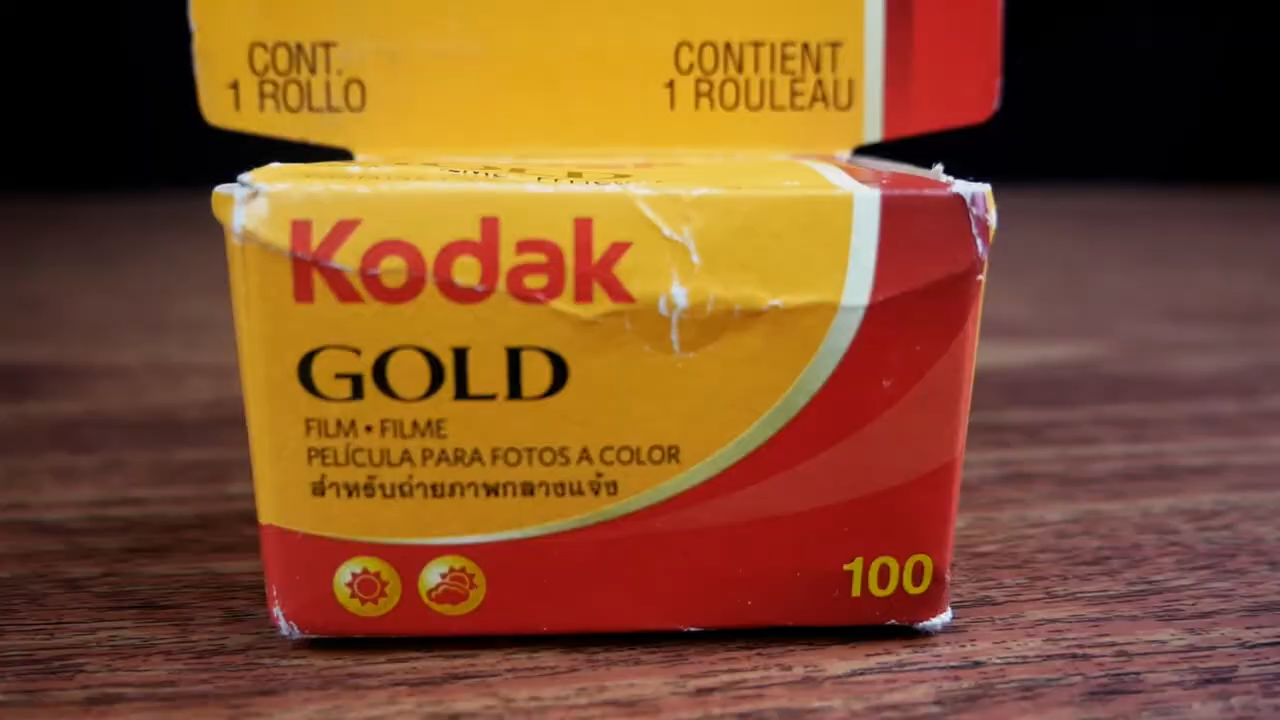 CONT.
1 ROLLO
CONTIENT
1 ROULEAU
Kodak
GOLD
FILM • FILME
PELÍCULA PARA FOTOS A COLOR
สำหรับถ่ายภาพกลางแจ้ง
100